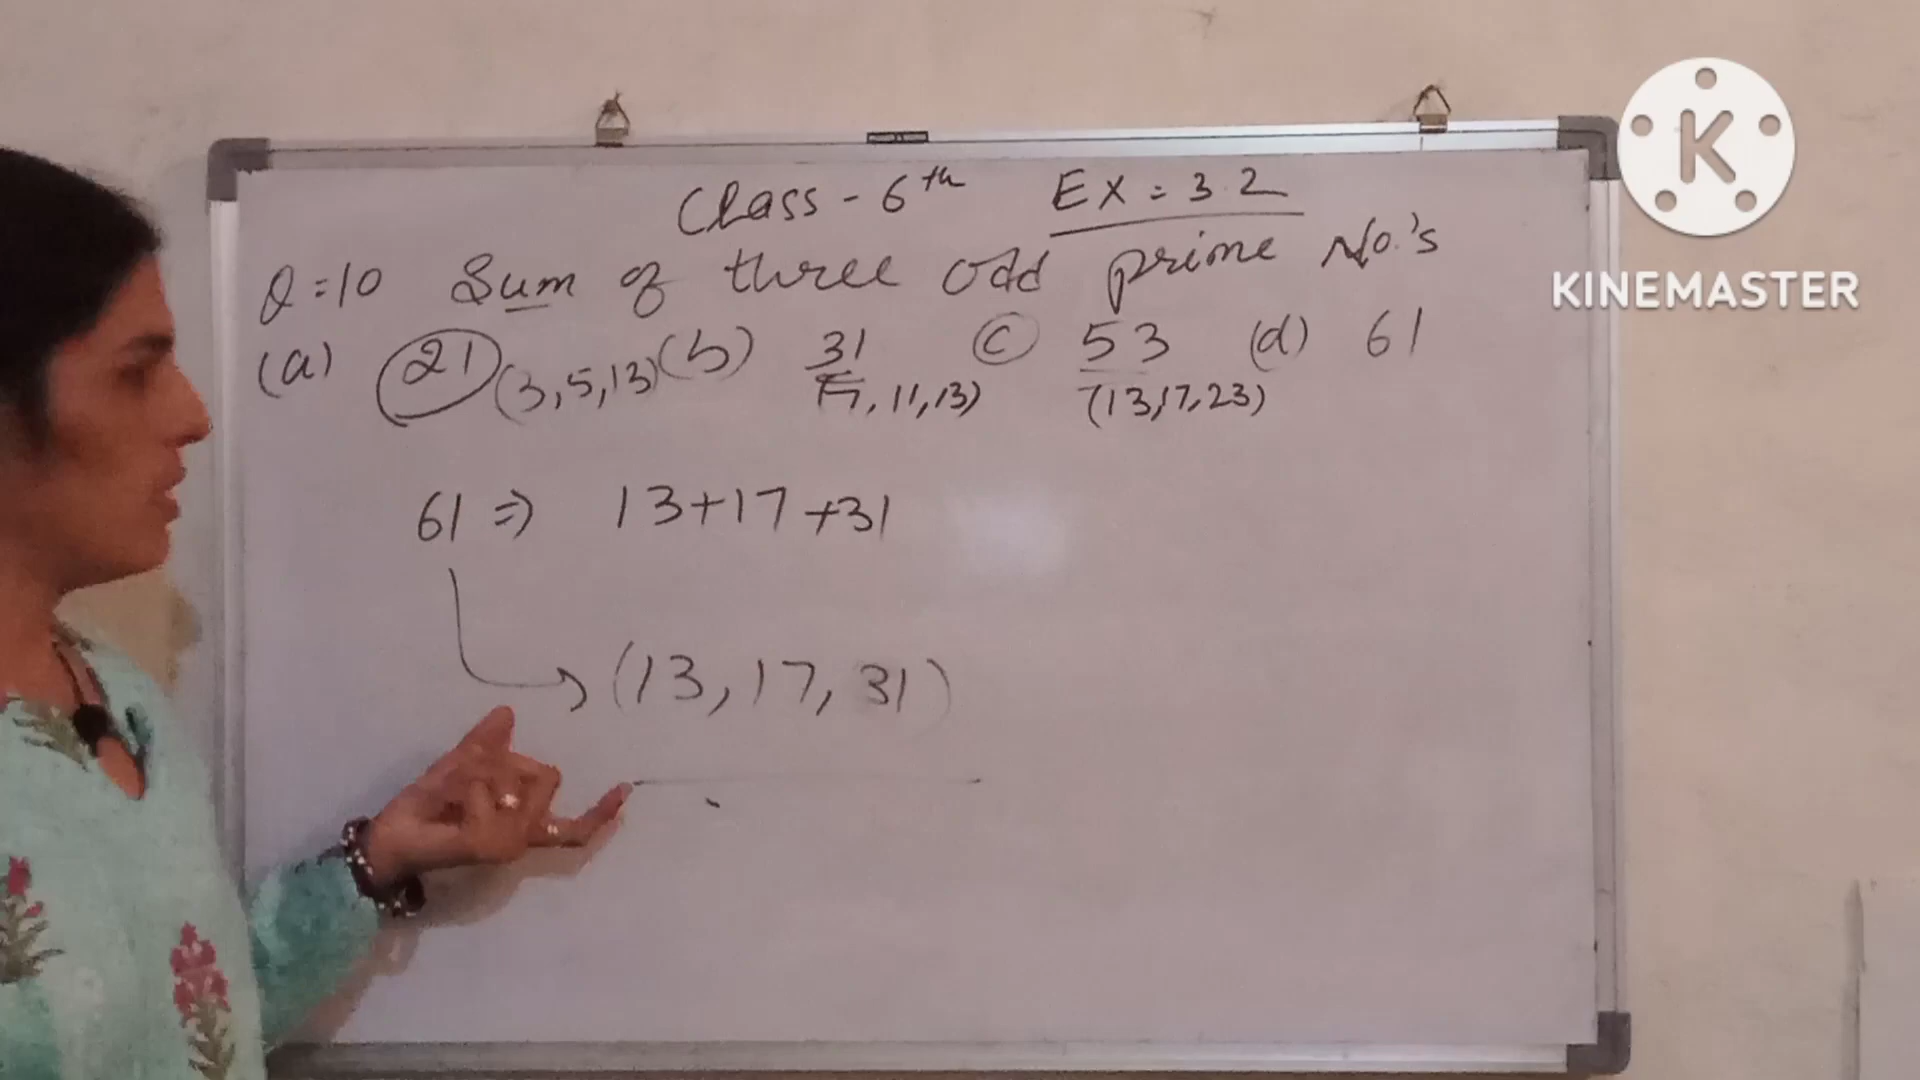 Class - 6th Ex = 3.2
Q = 10 Sum of three odd prime No.'s
(a) 21 (3,5,13) (b) 31 (c) 53 (d) 61
7, 11, 13) (13,17,23)
61 ⇒ 13+17+31
→ (13, 17, 31)
K
KINEMASTER